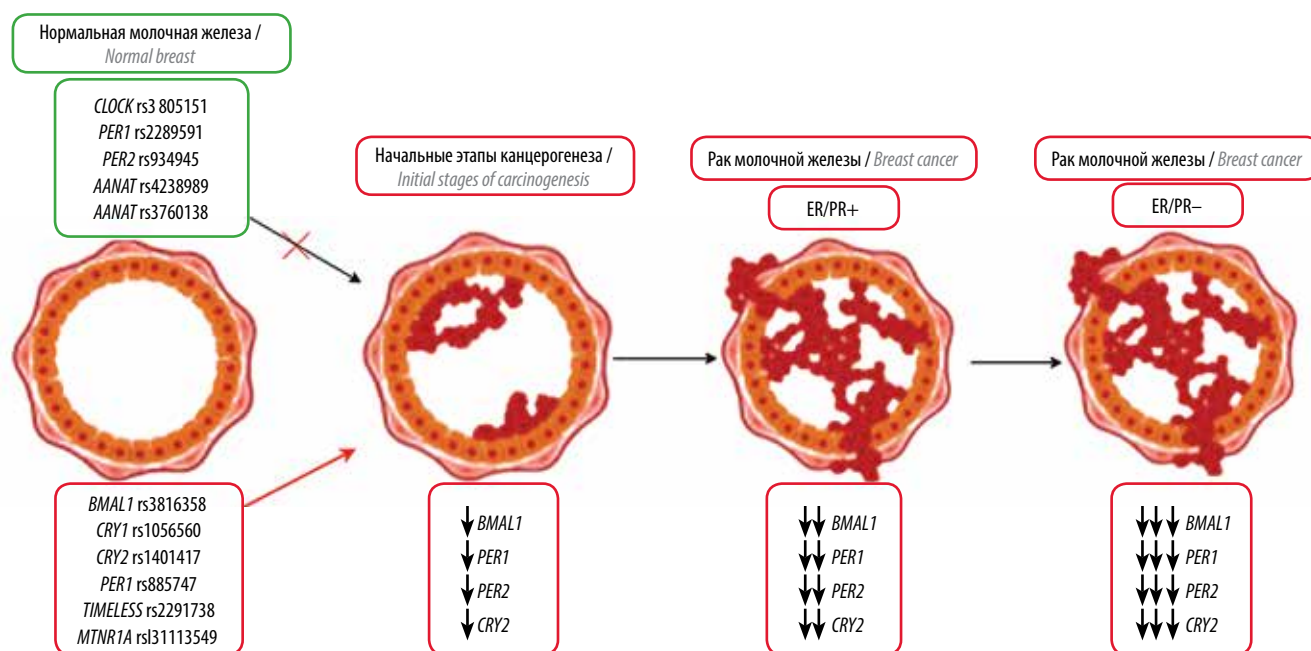 Нормальная молочная железа /
Normal breast
CLOCK rs3 805151
PER1 rs2289591
PER2 rs934945
AANAT rs4238989
AANAT rs3760138
Начальные этапы канцерогенеза /
Initial stages of carcinogenesis
Рак молочной железы / Breast cancer
ER/PR+
Рак молочной железы / Breast cancer
ER/PR–
BMAL1 rs3816358
CRY1 rs1056560
CRY2 rs1401417
PER1 rs885747
TIMELESS rs2291738
MTNR1A rsl31113549
↓ BMAL1
↓ PER1
↓ PER2
↓ CRY2
↓↓ BMAL1
↓↓ PER1
↓↓ PER2
↓↓ CRY2
↓↓↓ BMAL1
↓↓↓ PER1
↓↓↓ PER2
↓↓↓ CRY2